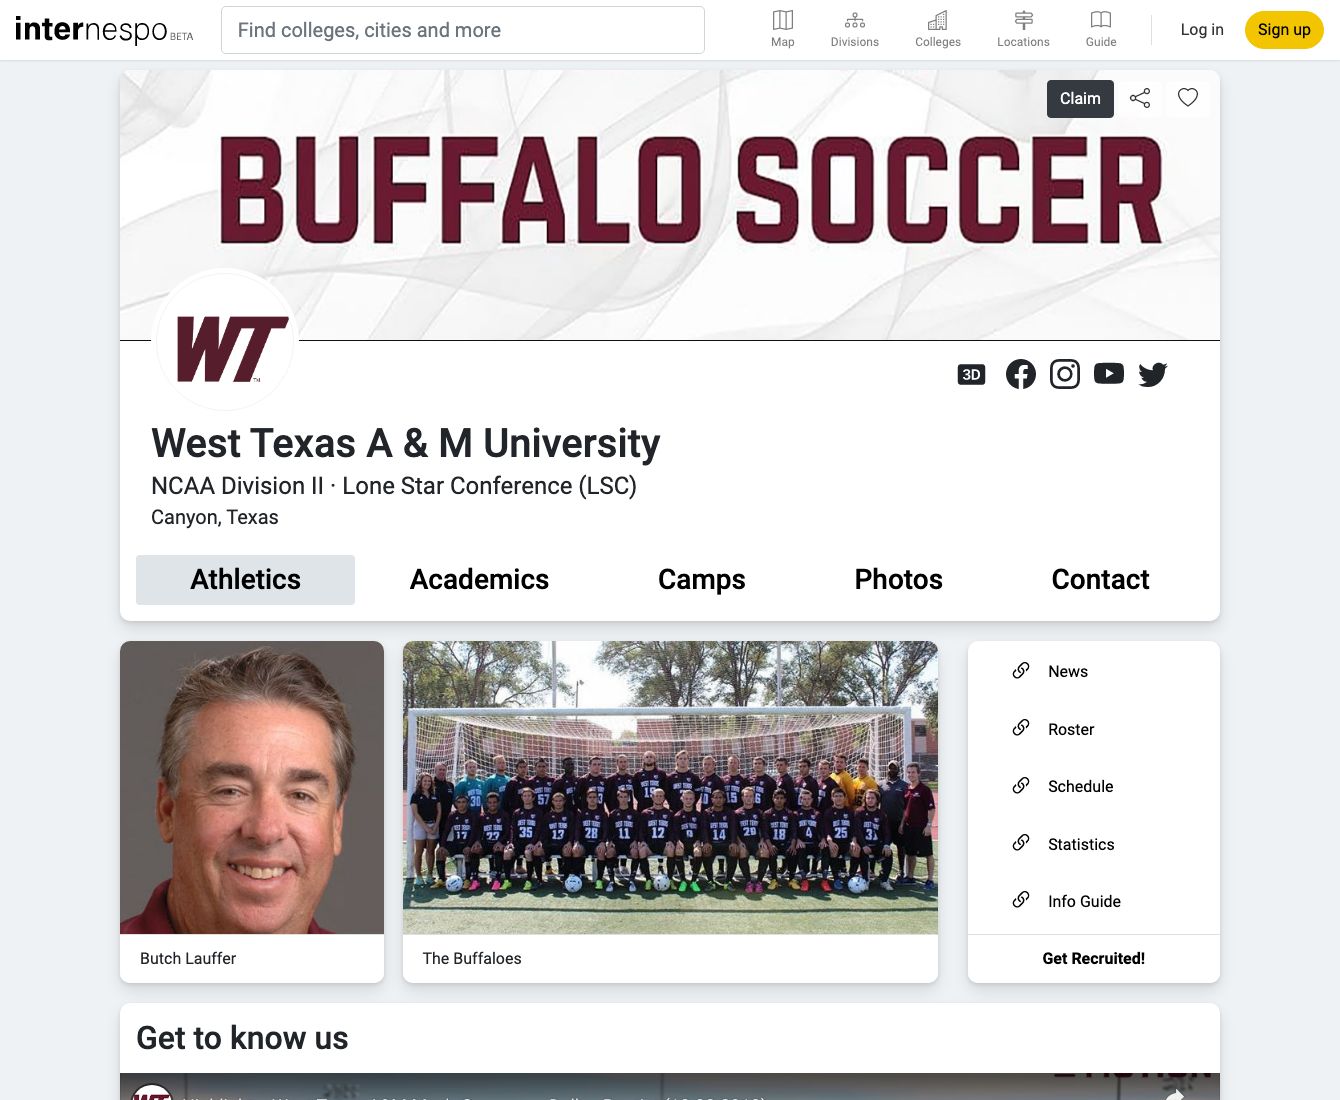 internespo BETA
Find colleges, cities and more
Map
Divisions
Colleges
Locations
Guide
Log in
Sign up
Claim
BUFFALO SOCCER
WT
TM
3D
West Texas A & M University
NCAA Division II · Lone Star Conference (LSC)
Canyon, Texas
Athletics
Academics
Camps
Photos
Contact
News
Roster
Schedule
Statistics
Info Guide
Butch Lauffer
The Buffaloes
Get Recruited!
Get to know us